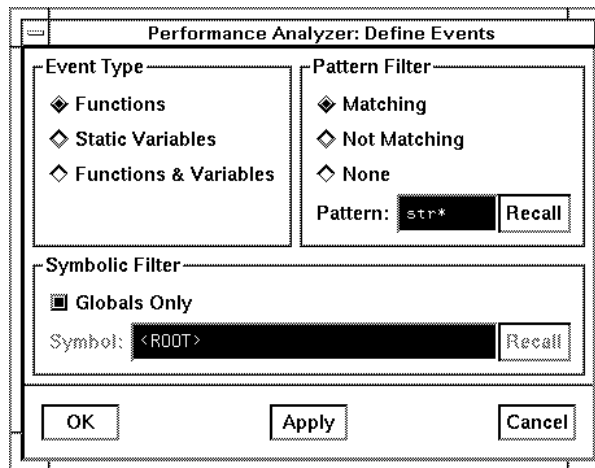 Performance Analyzer: Define Events
Event Type
Functions
Static Variables
Functions & Variables
Pattern Filter
Matching
Not Matching
None
Pattern: str* Recall
Symbolic Filter
Globals Only
Symbol: <ROOT> Recall
OK Apply Cancel